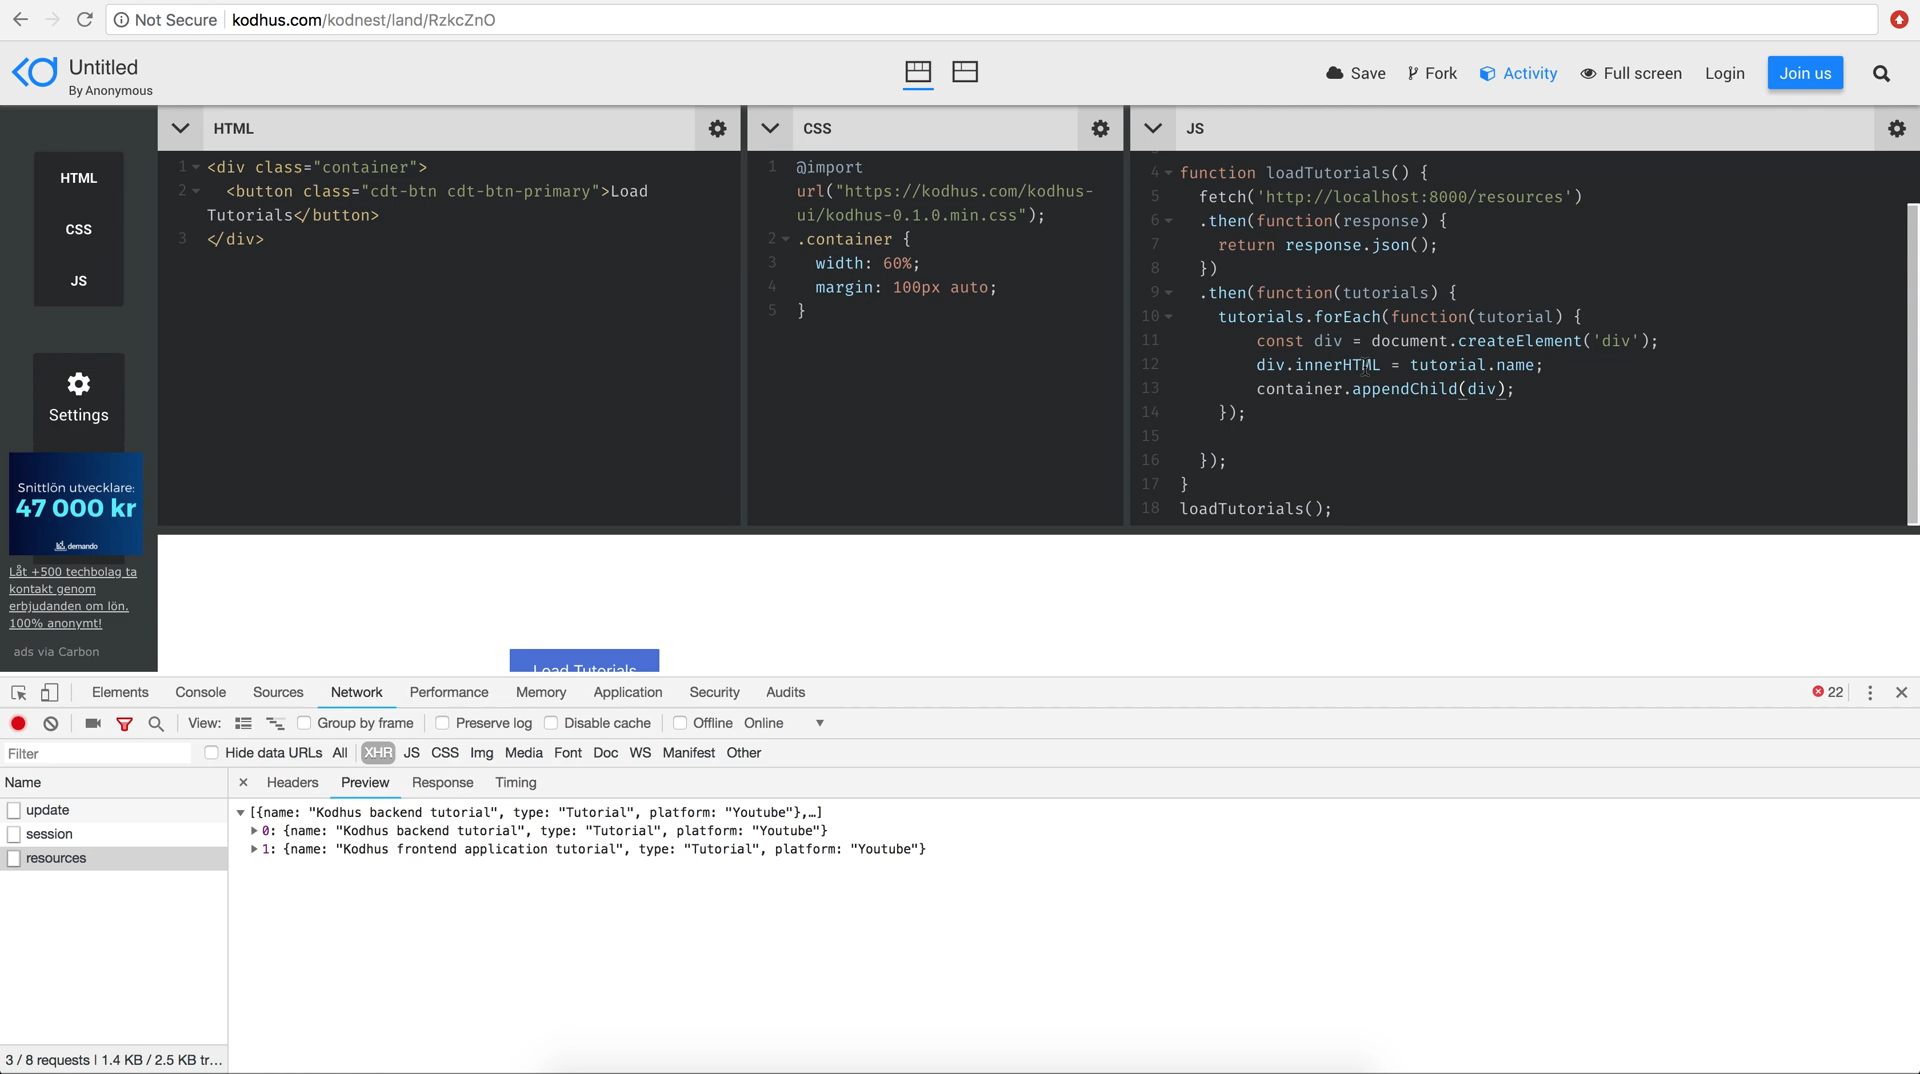 Not Secure kodhus.com/kodnest/land/RzkcZnO
Untitled
By Anonymous
Save Fork Activity Full screen Login Join us
HTML
CSS
JS
Settings
Snittlön utvecklare:
47 000 kr
demando
Låt +500 techbolag ta
kontakt genom
erbjudanden om lön.
100% anonymt!
ads via Carbon
HTML
1 <div class="container">
2 <button class="cdt-btn cdt-btn-primary">Load
Tutorials</button>
3 </div>
CSS
1 @import
url("https://kodhus.com/kodhus-
ui/kodhus-0.1.0.min.css");
2 .container {
3 width: 60%;
4 margin: 100px auto;
5 }
JS
4 function loadTutorials() {
5 fetch('http://localhost:8000/resources')
6 .then(function(response) {
7 return response.json();
8 })
9 .then(function(tutorials) {
10 tutorials.forEach(function(tutorial) {
11 const div = document.createElement('div');
12 div.innerHTML = tutorial.name;
13 container.appendChild(div);
14 });
15
16 });
17 }
18 loadTutorials();
Load Tutorials
Elements Console Sources Network Performance Memory Application Security Audits 22
View: Group by frame Preserve log Disable cache Offline Online
Filter Hide data URLs All XHR JS CSS Img Media Font Doc WS Manifest Other
Name
update
session
resources
3 / 8 requests | 1.4 KB / 2.5 KB tr...
Headers Preview Response Timing
[{name: "Kodhus backend tutorial", type: "Tutorial", platform: "Youtube"},…]
0: {name: "Kodhus backend tutorial", type: "Tutorial", platform: "Youtube"}
1: {name: "Kodhus frontend application tutorial", type: "Tutorial", platform: "Youtube"}